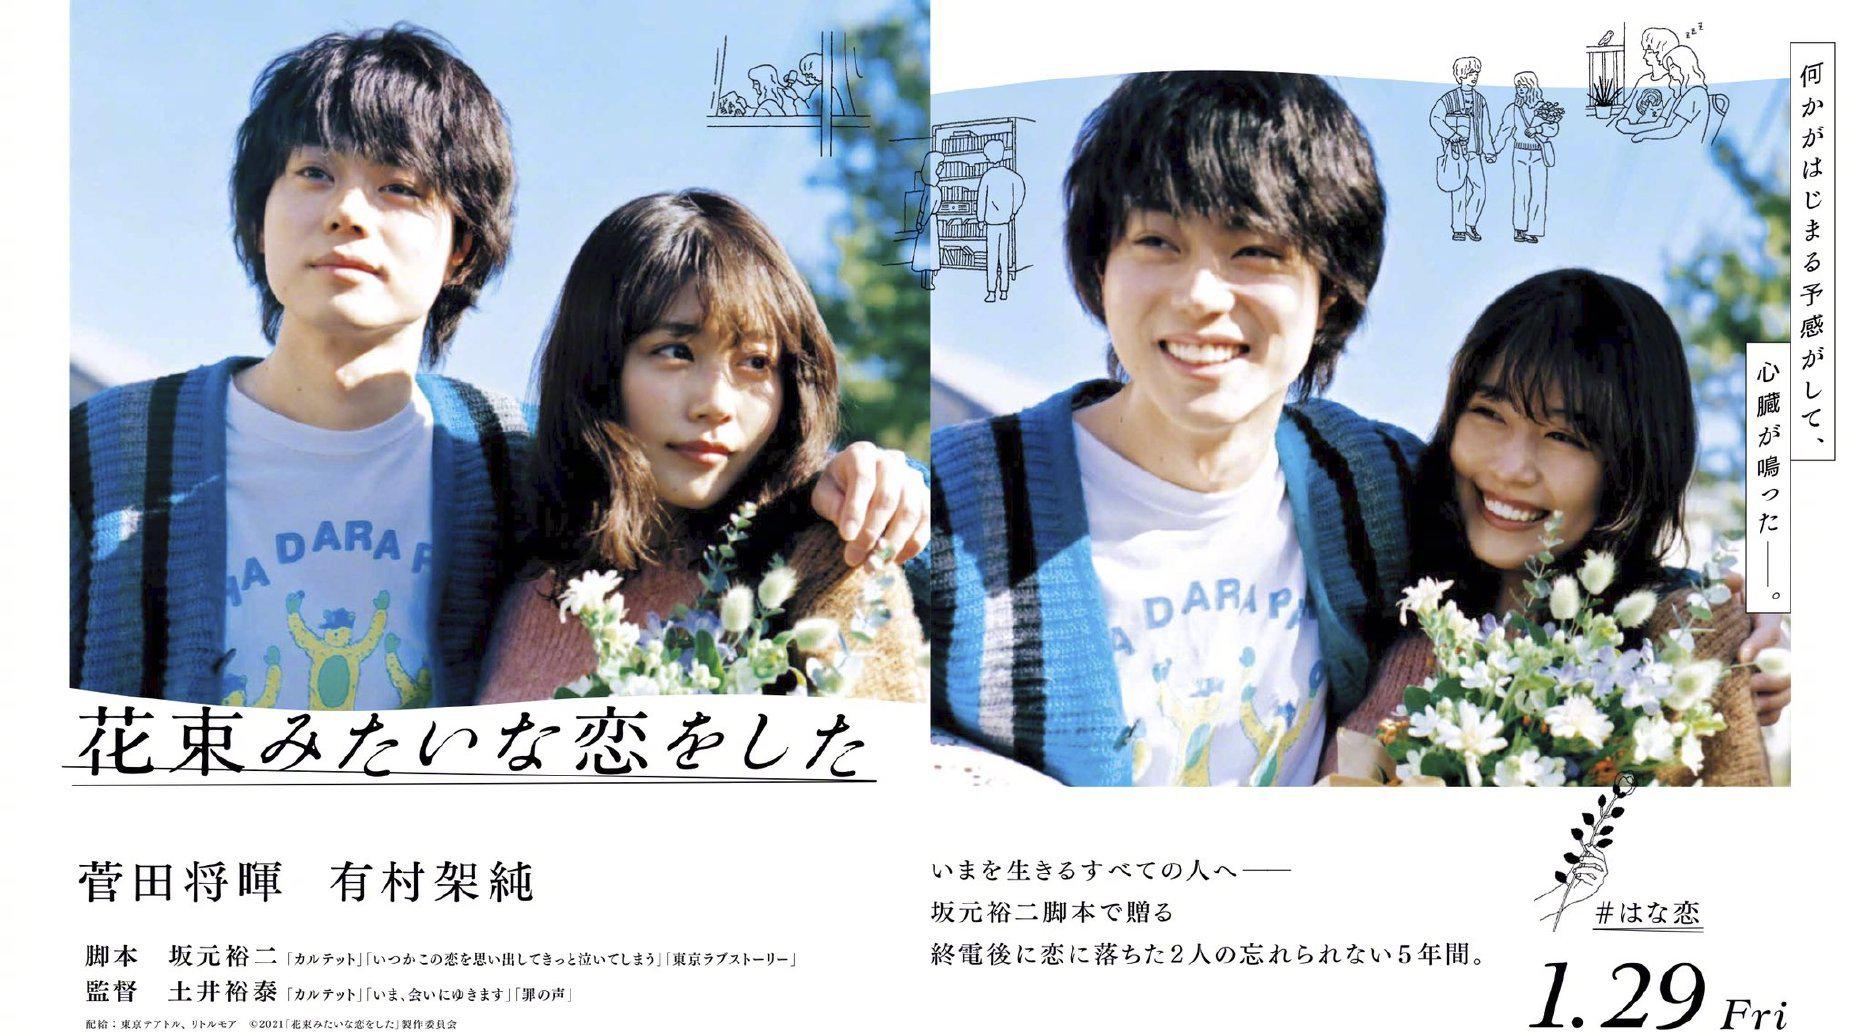 何かがはじまる予感がして、
心臓が鳴った──。
zzz
DARA
DARA PA
花束みたいな恋をした
菅田将暉 有村架純
脚本 坂元裕二「カルテット」「いつかこの恋を思い出してきっと泣いてしまう」「東京ラブストーリー」
監督 土井裕泰「カルテット」「いま、会いにゆきます」「罪の声」
配給：東京テアトル、リトルモア ©2021「花束みたいな恋をした」製作委員会
いまを生きるすべての人へ──
坂元裕二脚本で贈る
終電後に恋に落ちた2人の忘れられない5年間。
#はな恋
1.29 Fri